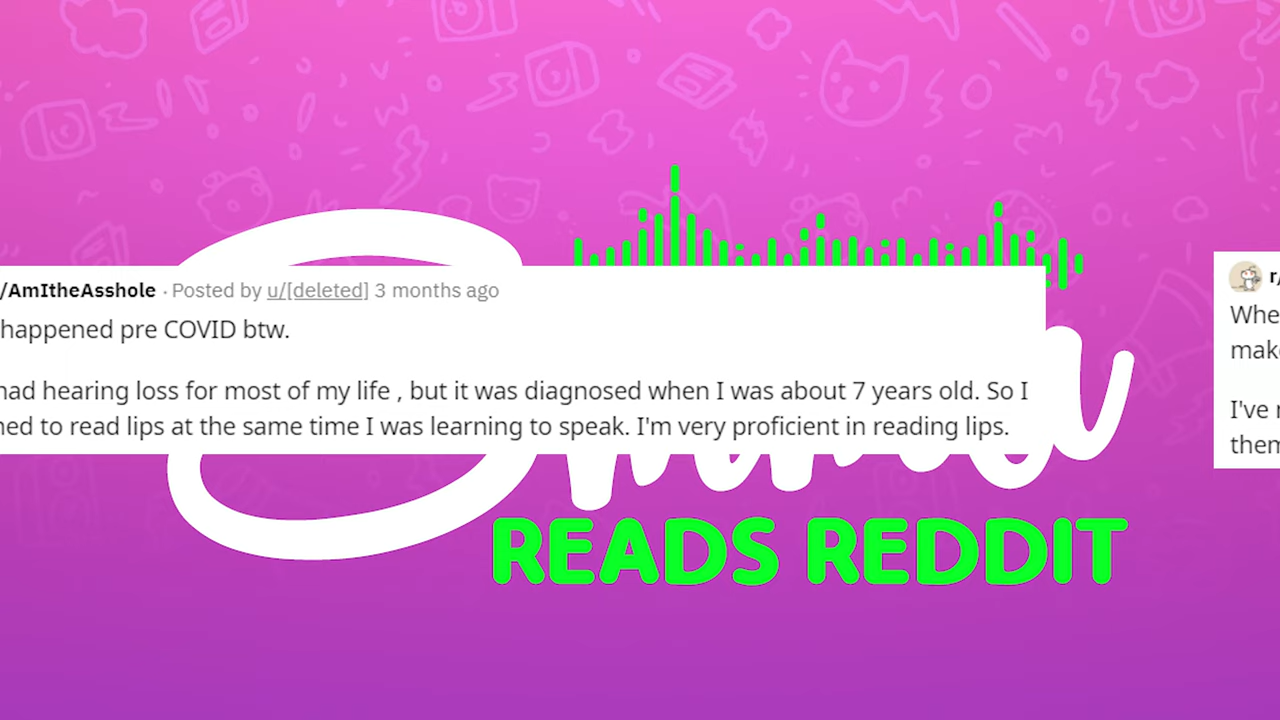 /AmItheAsshole · Posted by u/[deleted] 3 months ago
happened pre COVID btw.
had hearing loss for most of my life , but it was diagnosed when I was about 7 years old. So I
ned to read lips at the same time I was learning to speak. I'm very proficient in reading lips.
r/
Whe
make
I've
them
READS REDDIT